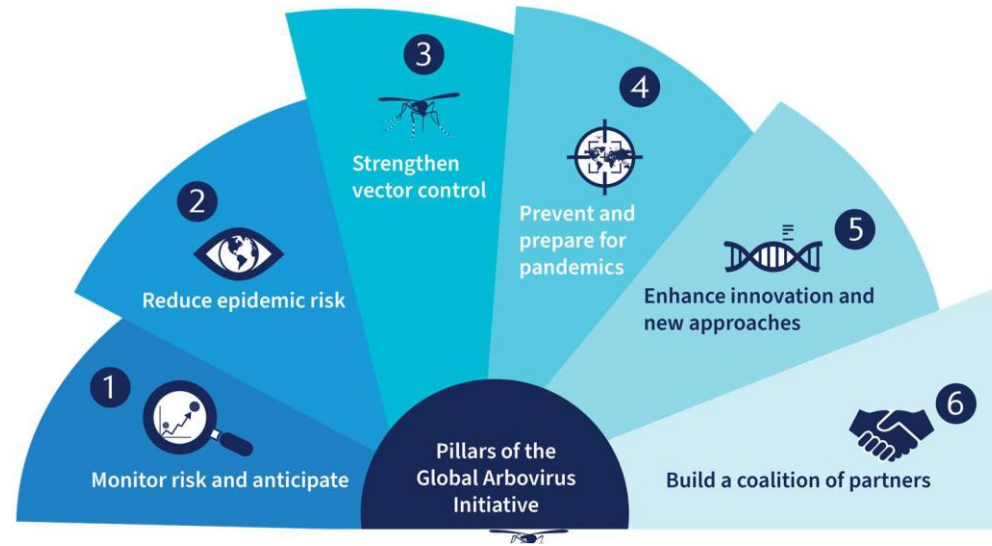 1
Monitor risk and anticipate
2
Reduce epidemic risk
3
Strengthen
vector control
4
Prevent and
prepare for
pandemics
5
Enhance innovation and
new approaches
6
Build a coalition of partners
Pillars of the
Global Arbovirus
Initiative